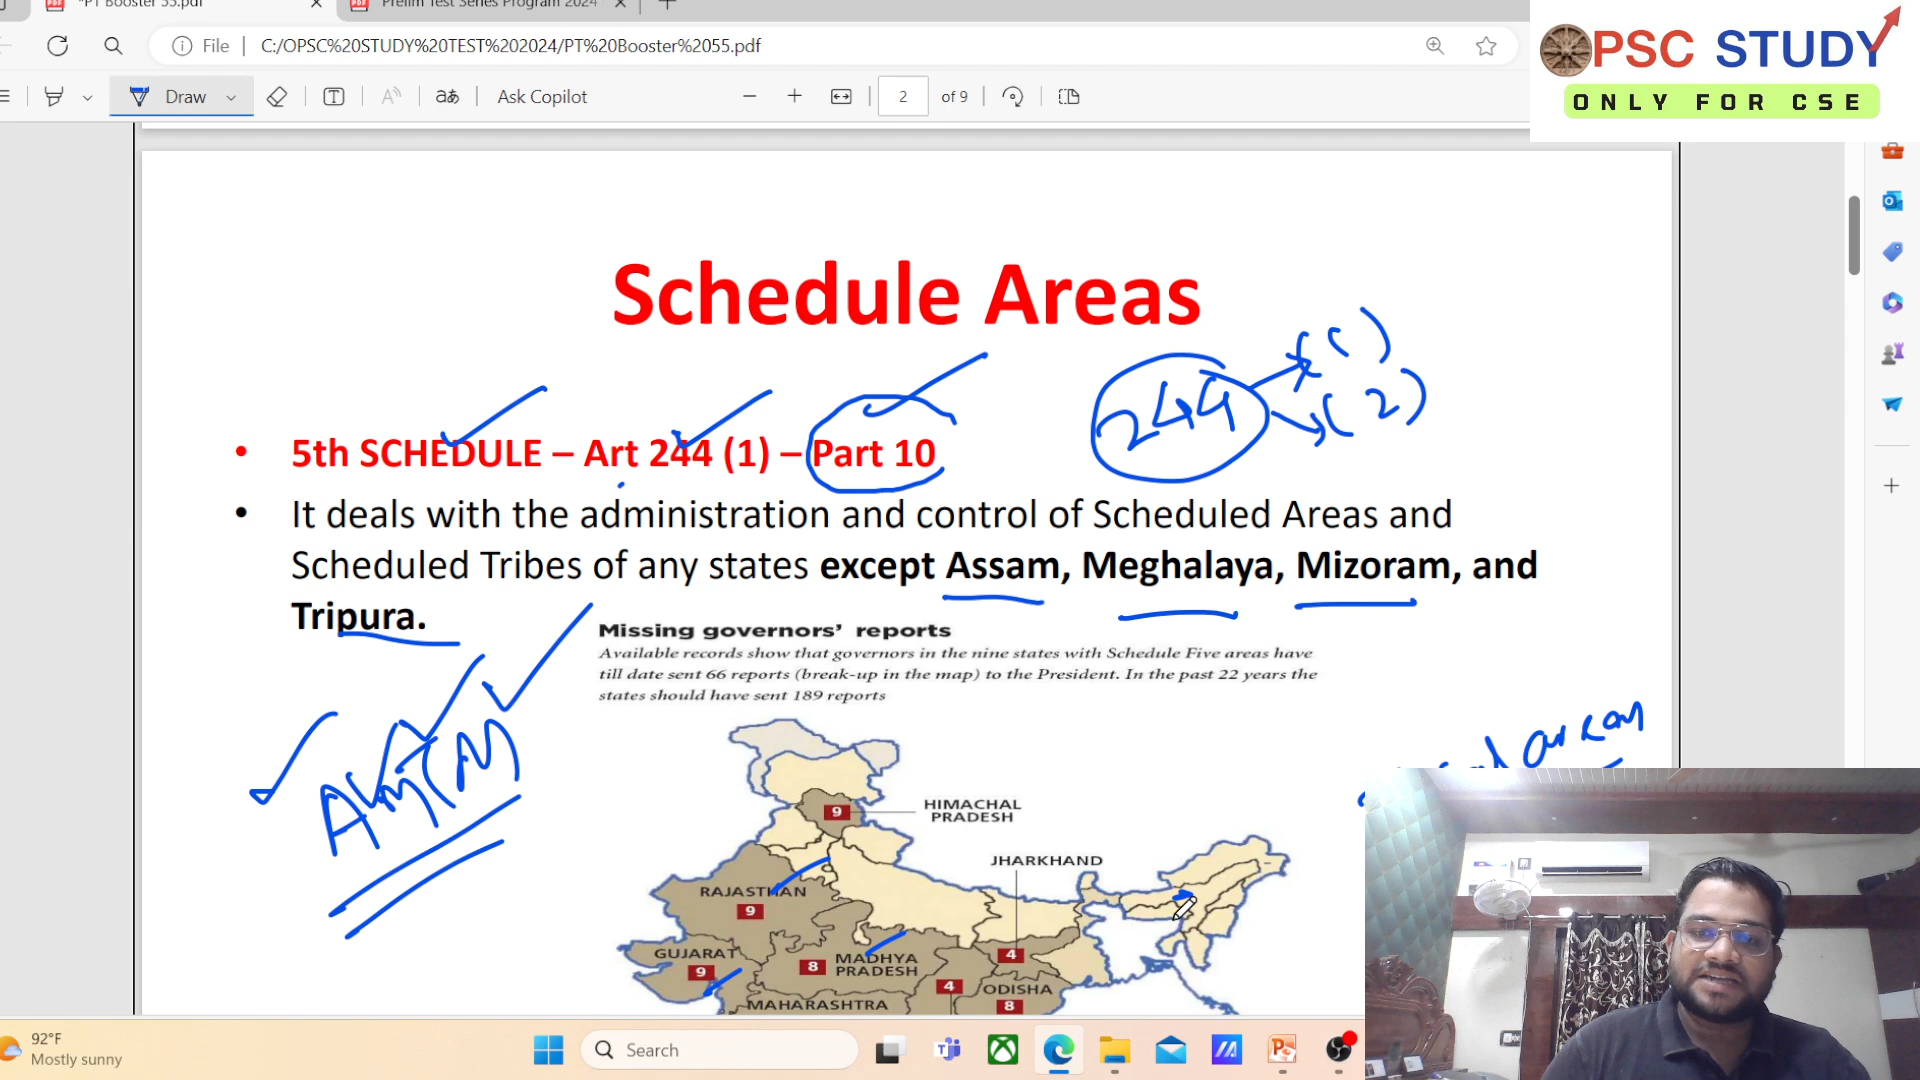 *PT Booster 55.pdf
Prelim Test Series Program 2024
File
C:/OPSC%20STUDY%20TEST%202024/PT%20Booster%2055.pdf
PSC STUDY
ONLY FOR CSE
Draw
Ask Copilot
2 of 9
Schedule Areas
244 (1)
(2)
• 5th SCHEDULE – Art 244 (1) – Part 10
• It deals with the administration and control of Scheduled Areas and
Scheduled Tribes of any states except Assam, Meghalaya, Mizoram, and
Tripura.
Missing governors' reports
Available records show that governors in the nine states with Schedule Five areas have
till date sent 66 reports (break-up in the map) to the President. In the past 22 years the
states should have sent 189 reports
AMTM
9
HIMACHAL
PRADESH
JHARKHAND
RAJASTHAN
9
GUJARAT
9
8
MADHYA
PRADESH
4
4
ODISHA
8
MAHARASHTRA
92°F
Mostly sunny
Search